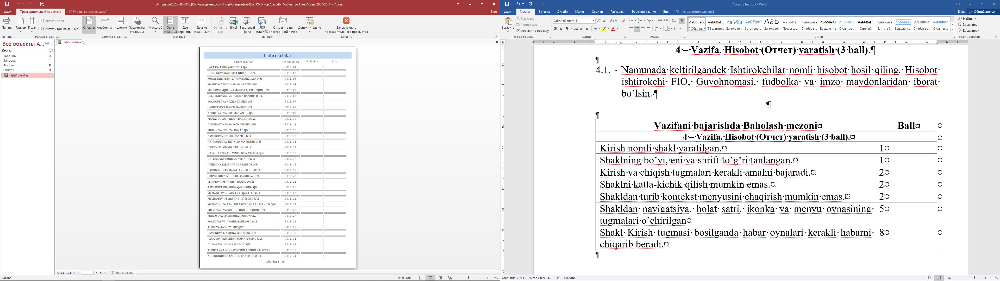 Olimpiada-2020-FIO-O'RQKA : база данных- E:\Olimp\Olimpiada-2020-FIO-O'RQKA.accdb (Формат файлов Access 2007–2016) - Access
Файл Предварительный просмотр Что вы хотите сделать? Вход
Печать
Размер
Поля
Показать поля
Печатать только данные
Книжная
Альбомная
Колонки
Параметры страницы
Масштаб
Одна страница
Две страницы
Другие страницы
Обновить все
Excel
Текстовый файл
PDF или XPS
Отправить по электронной почте
Дополнительно
Закрыть окно предварительного просмотра
Печать Размер страницы Разметка страницы Масштаб Данные Закрыть
Все объекты A...
Поиск...
Таблицы
Запросы
Формы
Отчеты
Ishtirokchilar
Ishtirokchilar
Ishtirokchilar
Ishtirokchi FIO Guvohnomasi Fudbolka Imzo
LAPASOVA HULKAR O'TKIR QIZI 3012101
DUSBEKOVA KAROMAT NORQUL QIZI 3012102
XUDAYBERDIYEVA ZARIFA NARZULLA QIZI 3012103
MAMIROVA MUSOVAR MADRAXIM QIZI 3012104
MUSURMONQULOVA MADINA MAXMUDJON QIZI 3012105
OLLOBERDIYEV MURODBEK BAXROM O'G'LI 3012106
EGAMQULOVA ROXILA XOSHIM QIZI 3012107
OKBUTAYEVA NAFISA RASHID QIZI 3012108
ABDULLAYEVA FOTIMA TANGIR QIZI 3012109
MAMATQULOVA IRODA BAHROM QIZI 3012110
AXMEDOVA CHAROSXON MUKUM QIZI 3012111
SUBANOVA FERUZA AHMAD QIZI 3012112
AXMEDOV SHOXRUX YAXYO O'G'LI 3012113
RAYIMQULOVA ZEBINISO FAXRIDDIN QIZI 3012114
O'RINOV ISLOMJON G'ULOM O'G'LI 3012115
NARZULLAYEVA SEVINCH NE'MATULLA QIZI 3012116
ORTIQBOYEV NURILLA NEMAT O'G'LI 3012117
ACHILOVA ZARNIGOR QURBANBOY QIZI 3012118
ORIBOV MUHAMMAD-ALI KOBILJON O'G'LI 3012119
O'RINBEKOVA MOHIGUL XAYRULLA QIZI 3012120
ESHIMOV HASAN NIYATQOBIL O'G'LI 3012121
AXMEDOVA DILSHODA QARSHIBOY QIZI 3012122
MAMADALIYEV SARVAR ASQARALI O'G'LI 3012123
MELIBOYEV JASURBEK BAXTIYOR O'G'LI 3012124
MAMATQULOVA MUSHTARIYBONU RAVSHANJON QIZI 3012125
XOLBOTAYEVA SHAHRIBONU NURIDDIN QIZI 3012126
MIRZAYEVA MASHHURA NABIJON QIZI 3012127
XOLBOTAYEV JAVOHIR BAHROM O'G'LI 3012128
ALIMOVA RA'NO YUSUP QIZI 3012129
OSMONOVA MARJONA MUXIDDIN QIZI 3012130
ISOQULOV TEMURBEK MAMAYUSUP O'G'LI 3012131
DJURAYEVA HILOLA DILSHOD QIZI 3012132
ABDURAXMANOV FAYZIDDIN ABDURAXIM O'G'LI 3012133
NURIDDINOV HUSNIDDIN BAXTIYOR O'G'LI 3012134
2 betdan 1 - bet
Страница: 1 Нет фильтра
Готово Num Lock 75%
Access 3 tur.docx - Word
Файл Главная Вставка Дизайн Макет Ссылки Рассылки Рецензирование Вид Что вы хотите сделать? Вход Общий доступ
Вставить
Вырезать
Копировать
Формат по образцу
Calibri (Оснс 11
Ж К Ч abc x₂ x²
АаБбВвГг, ¶ Обычный
АаБбВвГг, ¶ Без инте...
АаБбВг Заголово...
АаБбВвГ Заголово...
Aab Заголовок
АаБбВвГ Подзагол...
АаБбВвГг Слабое в...
АаБбВвГг Выделение
АаБбВвГг Сильное...
АаБбВвГг, Строгий
АаБбВвГг Цитата 2
АаБбВвГг Выделенн...
АаБбВвГг, Слабая сс...
АаБбВвГг, Сильная...
Найти
Заменить
Выделить
Буфер обмена Шрифт Абзац Стили Редактирование
4 – Vazifa. Hisobot (Отчет) yaratish (3 ball).¶
¶
4.1. Namunada keltirilgandek Ishtirokchilar nomli hisobot hosil qiling. Hisobot
ishtirokchi FIO, Guvohnomasi, fudbolka va imzo maydonlaridan iborat
bo'lsin. ¶
¶
¶
Vazifani bajarishda Baholash mezoni¤ Ball¤ ¤
4 – Vazifa. Hisobot (Отчет) yaratish (3 ball).¤ ¤
Kirish nomli shakl yaratilgan.¤ 1¤ ¤
Shaklning bo'yi, eni va shrift to'g'ri tanlangan.¤ 1¤ ¤
Kirish va chiqish tugmalari kerakli amalni bajaradi.¤ 2¤ ¤
Shaklni katta-kichik qilish mumkin emas.¤ 2¤ ¤
Shakldan turib kontekst menyusini chaqirish mumkin emas.¤ 2¤ ¤
Shakldan navigatsiya, holat satri, ikonka va menyu oynasining 5¤ ¤
tugmalari o'chirilgan¤
Shakl Kirish tugmasi bosilganda habar oynalari kerakli habarni 8¤ ¤
chiqarib beradi.¤
¶
Страница 3 из 3 Число слов: 637 русский 210%